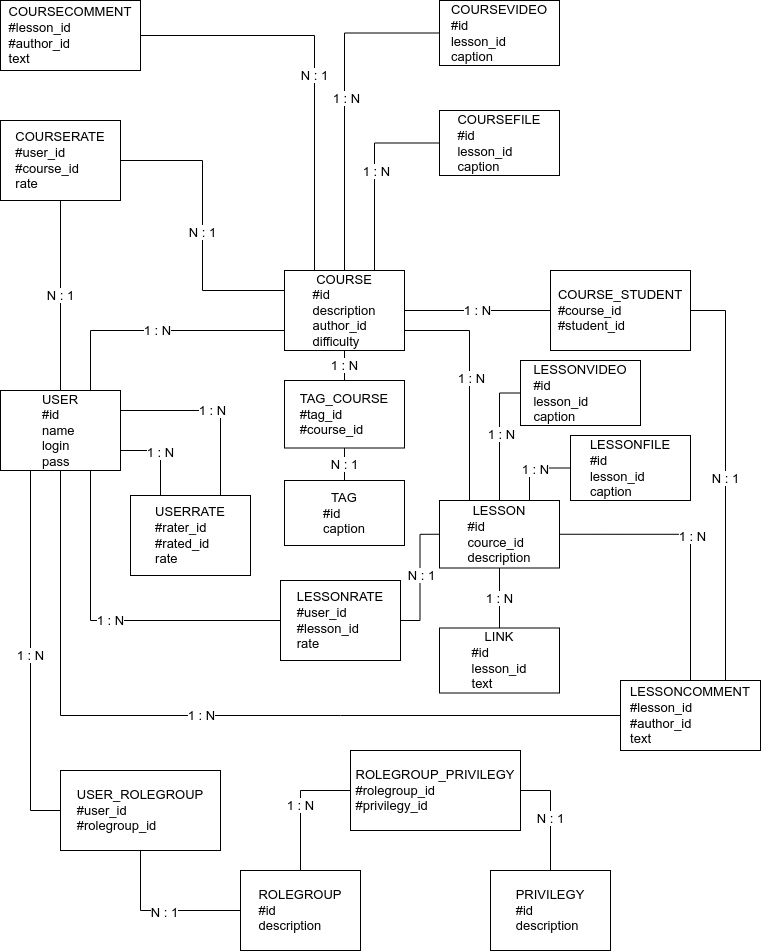 COURSECOMMENT
#lesson_id
#author_id
text
COURSEVIDEO
#id
lesson_id
caption
N : 1
1 : N
COURSEFILE
#id
lesson_id
caption
1 : N
COURSERATE
#user_id
#course_id
rate
N : 1
N : 1
COURSE
#id
description
author_id
difficulty
1 : N
COURSE_STUDENT
#course_id
#student_id
1 : N
1 : N
1 : N
LESSONVIDEO
#id
lesson_id
caption
USER
#id
name
login
pass
TAG_COURSE
#tag_id
#course_id
1 : N
1 : N
1 : N
LESSONFILE
#id
lesson_id
caption
1 : N
N : 1
N : 1
TAG
#id
caption
USERRATE
#rater_id
#rated_id
rate
LESSON
#id
cource_id
description
1 : N
N : 1
LESSONRATE
#user_id
#lesson_id
rate
1 : N
1 : N
LINK
#id
lesson_id
text
1 : N
LESSONCOMMENT
#lesson_id
#author_id
text
1 : N
USER_ROLEGROUP
#user_id
#rolegroup_id
ROLEGROUP_PRIVILEGY
#rolegroup_id
#privilegy_id
1 : N
N : 1
N : 1
ROLEGROUP
#id
description
PRIVILEGY
#id
description